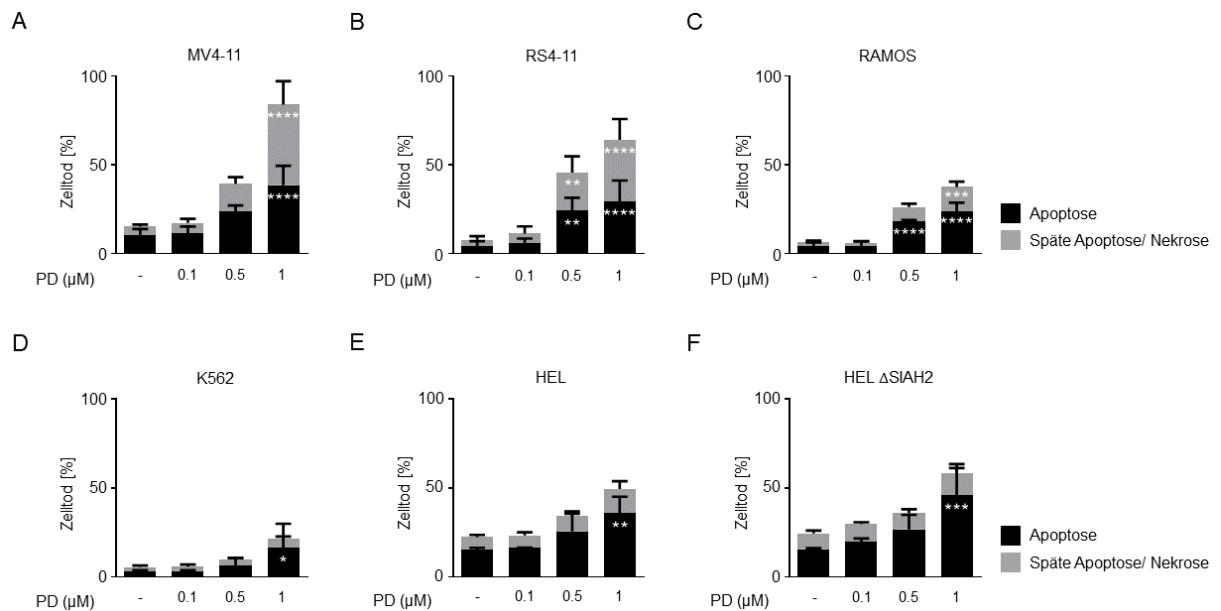 A
B
C
MV4-11
RS4-11
RAMOS
100
50
0
Zelltod [%]
****
****
PD (µM)
- 0.1 0.5 1
100
50
0
Zelltod [%]
**
**
****
****
PD (µM)
- 0.1 0.5 1
100
50
0
Zelltod [%]
****
***
****
PD (µM)
- 0.1 0.5 1
Apoptose
Späte Apoptose/ Nekrose
D
E
F
K562
HEL
HEL ΔSIAH2
100
50
0
Zelltod [%]
*
PD (µM)
- 0.1 0.5 1
100
50
0
Zelltod [%]
**
PD (µM)
- 0.1 0.5 1
100
50
0
Zelltod [%]
***
PD (µM)
- 0.1 0.5 1
Apoptose
Späte Apoptose/ Nekrose